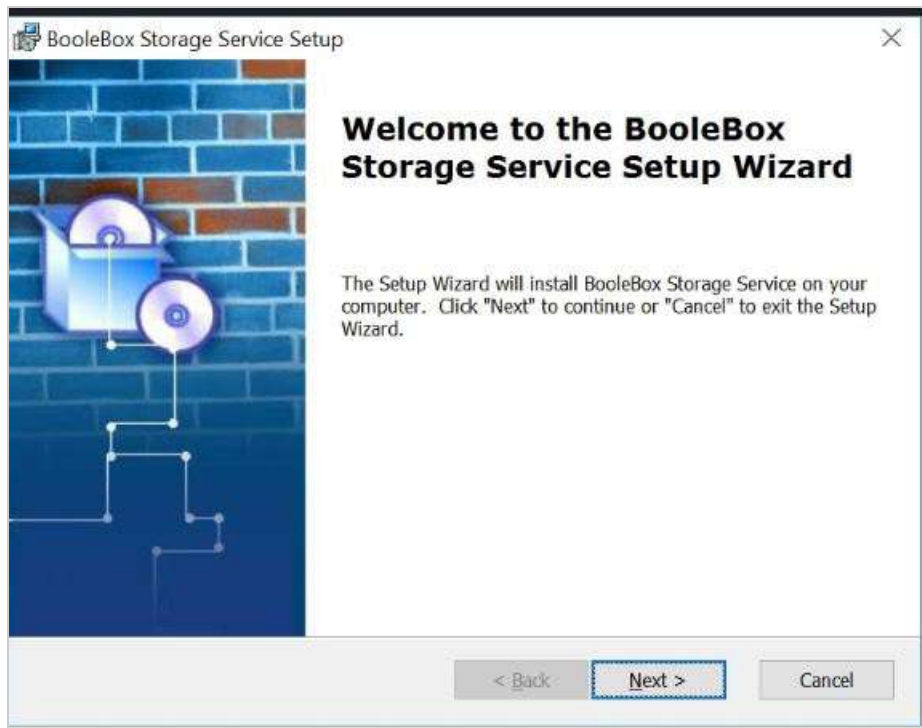 BooleBox Storage Service Setup
Welcome to the BooleBox
Storage Service Setup Wizard
The Setup Wizard will install BooleBox Storage Service on your
computer.  Click "Next" to continue or "Cancel" to exit the Setup
Wizard.
< Back
Next >
Cancel